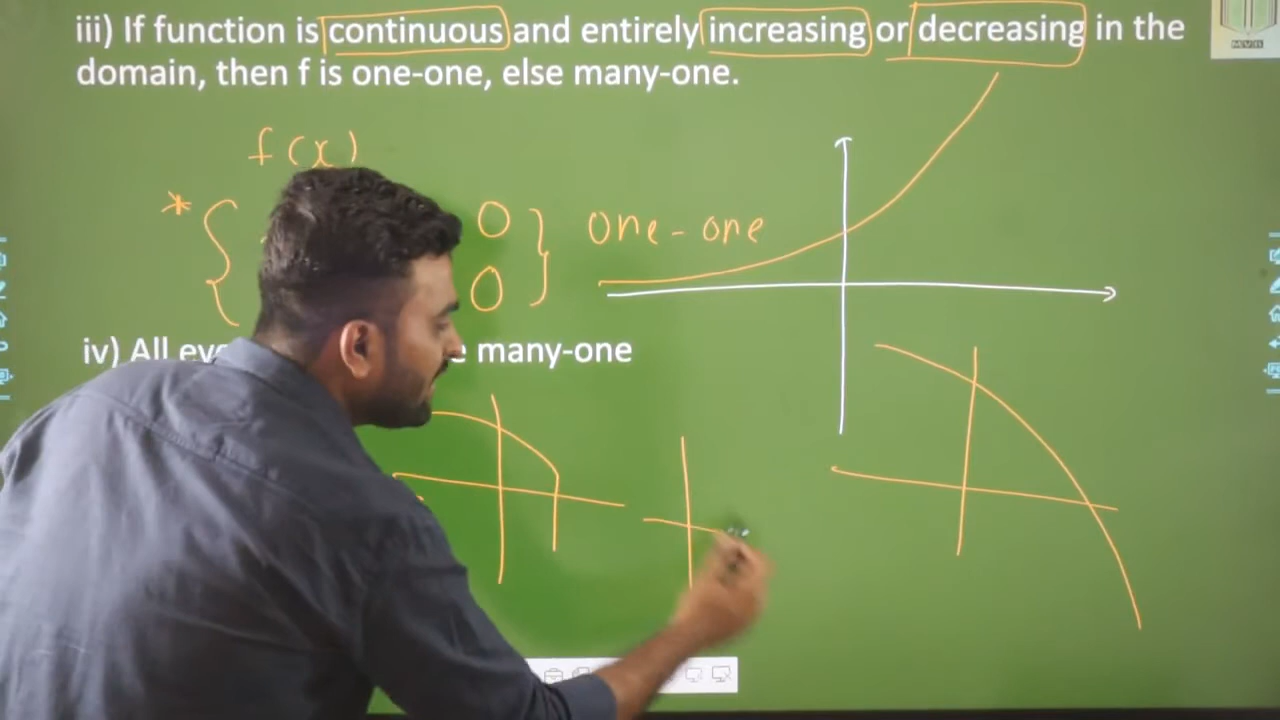 iii) If function is continuous and entirely increasing or decreasing in the
domain, then f is one-one, else many-one.
f(x)
* { 0 } one-one
0
iv) All many-one